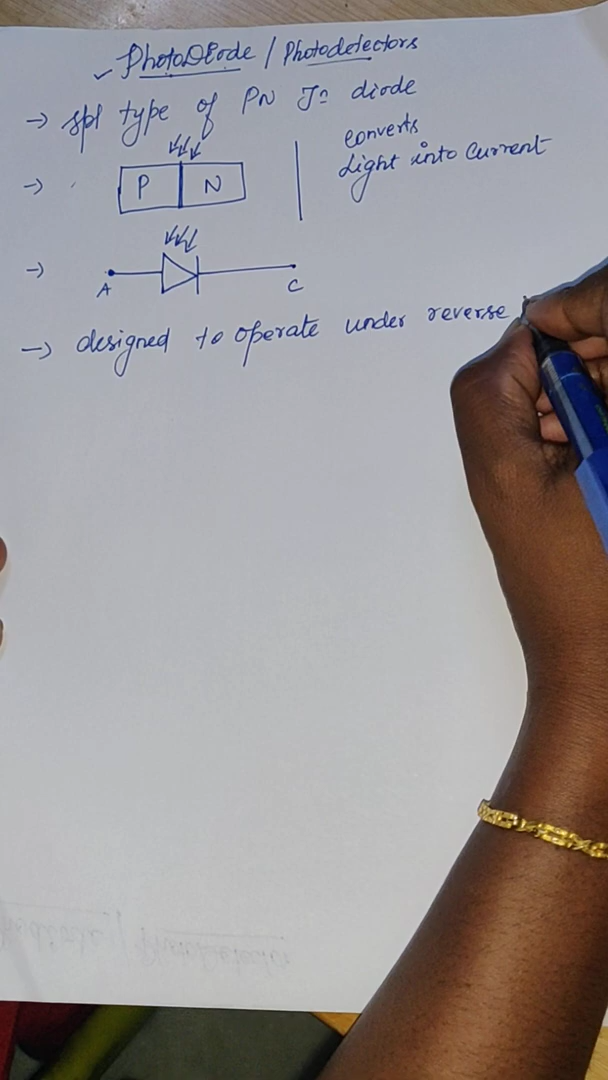 PhotoDiode / Photodetectors
→ spl type of PN Jn diode
→ P N
converts
Light into current
→ A C
→ designed to operate under reverse